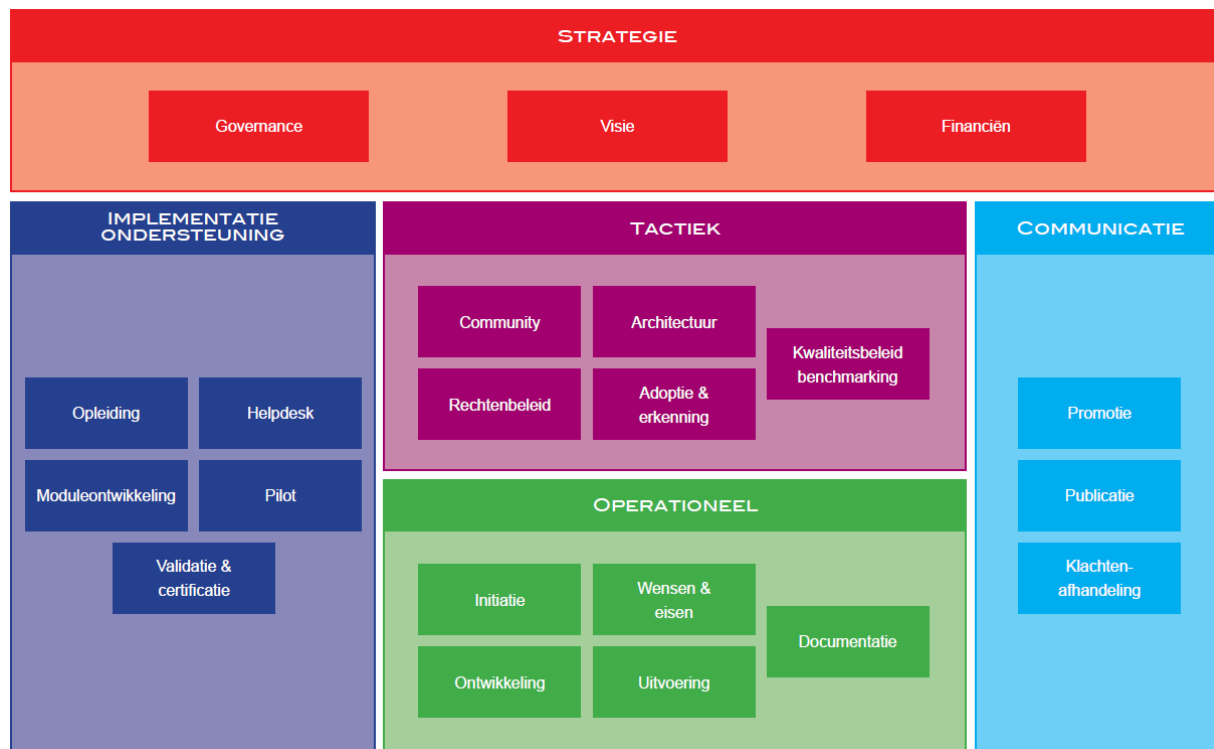 STRATEGIE
Governance
Visie
Financiën
IMPLEMENTATIE
ONDERSTEUNING
Opleiding
Helpdesk
Moduleontwikkeling
Pilot
Validatie &
certificatie
TACTIEK
Community
Architectuur
Kwaliteitsbeleid
benchmarking
Rechtenbeleid
Adoptie &
erkenning
OPERATIONEEL
Initiatie
Wensen &
eisen
Documentatie
Ontwikkeling
Uitvoering
COMMUNICATIE
Promotie
Publicatie
Klachten-
afhandeling